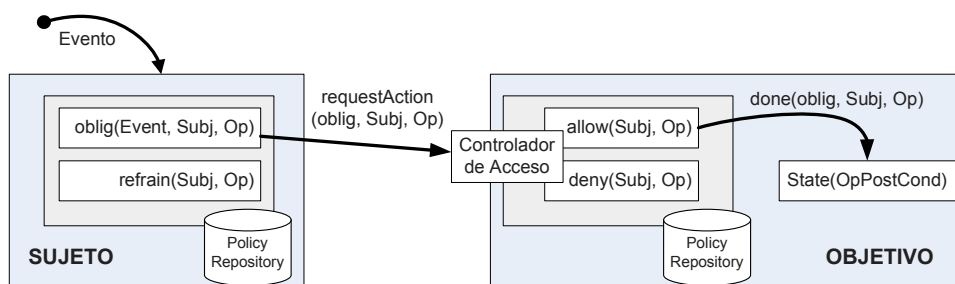 Evento
oblig(Event, Subj, Op)
refrain(Subj, Op)
SUJETO
Policy
Repository
requestAction
(oblig, Subj, Op)
Controlador
de Acceso
allow(Subj, Op)
deny(Subj, Op)
done(oblig, Subj, Op)
State(OpPostCond)
Policy
Repository
OBJETIVO